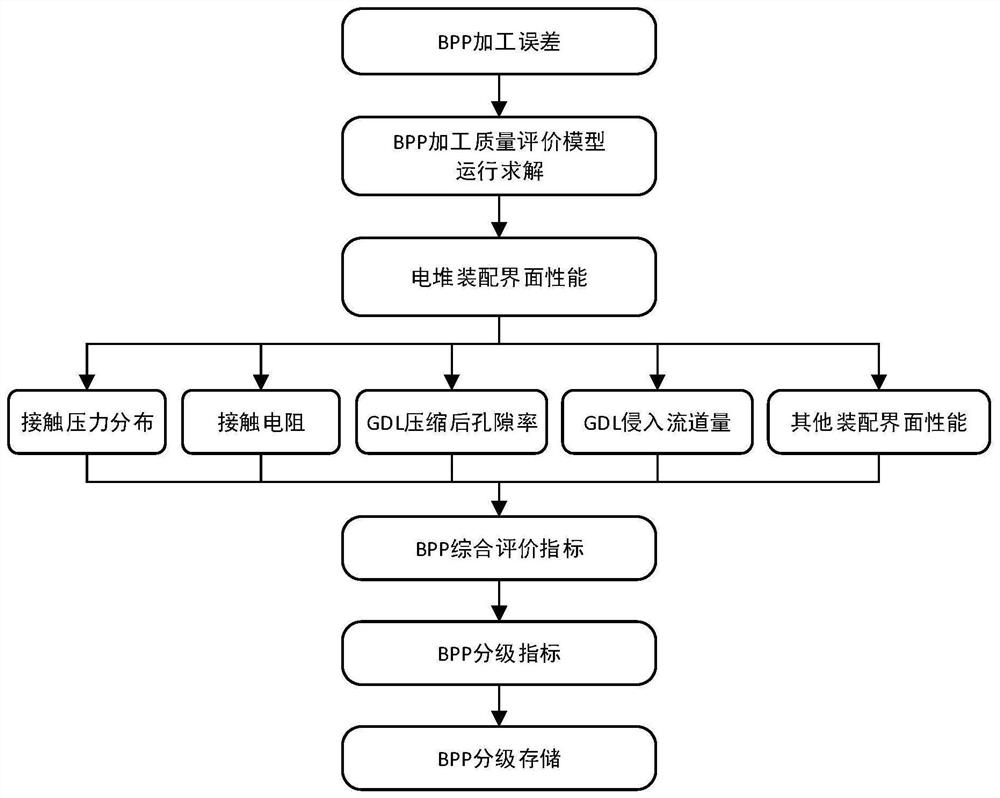 BPP加工误差
BPP加工质量评价模型
运行求解
电堆装配界面性能
接触压力分布
接触电阻
GDL压缩后孔隙率
GDL侵入流道量
其他装配界面性能
BPP综合评价指标
BPP分级指标
BPP分级存储